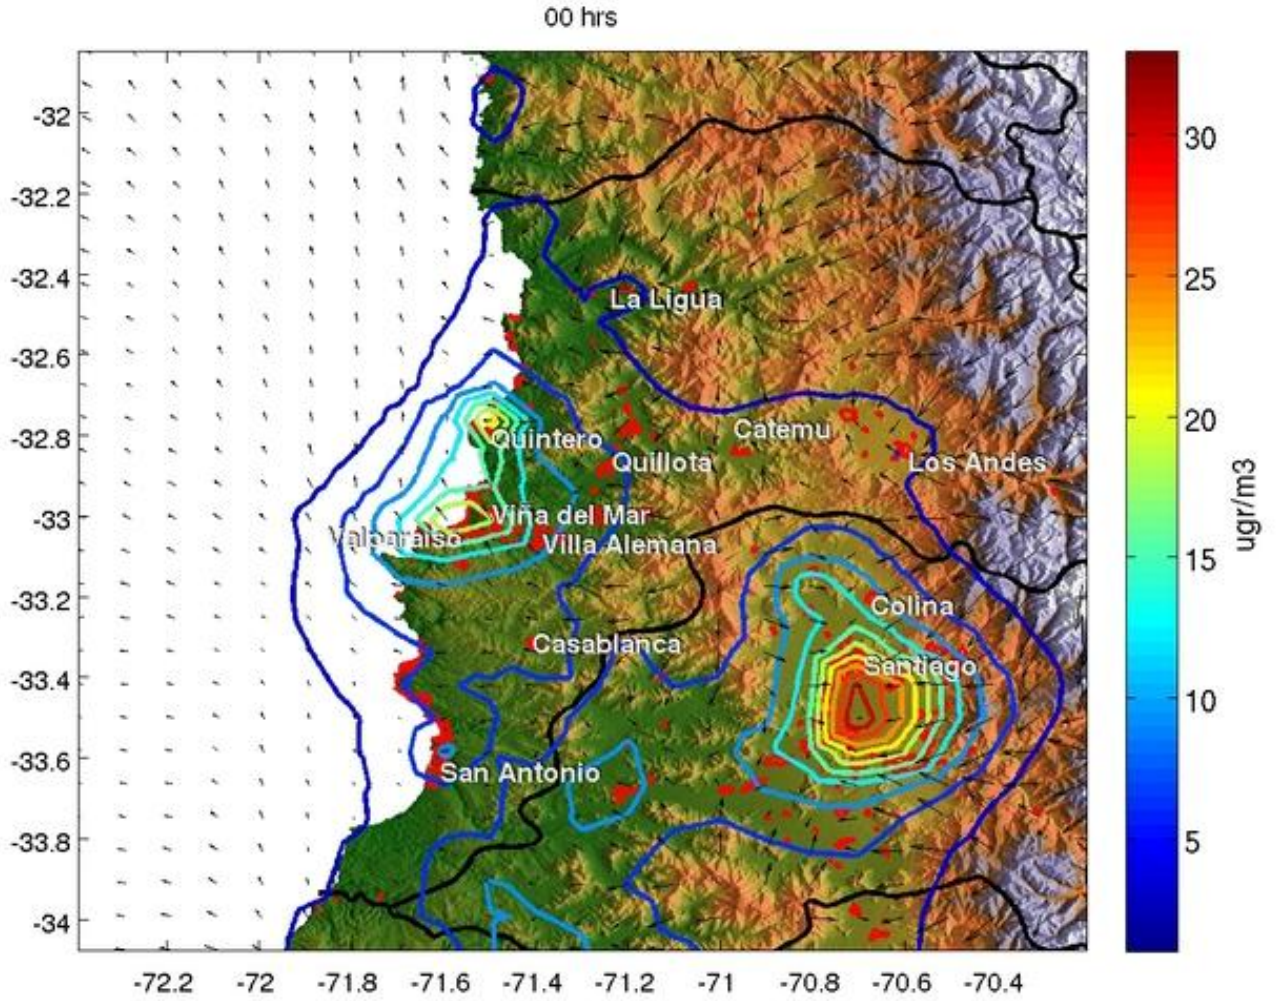 00 hrs
-32
30
-32.2
-32.4
25
La Ligua
-32.6
20
-32.8
Catemu
Quintero
Quillota
Los Andes
-33
Viña del Mar
ugr/m3
Valparaiso
Villa Alemana
15
-33.2
Colina
Casablanca
Santiago
-33.4
10
-33.6
San Antonio
-33.8
5
-34
-72.2 -72 -71.8 -71.6 -71.4 -71.2 -71 -70.8 -70.6 -70.4